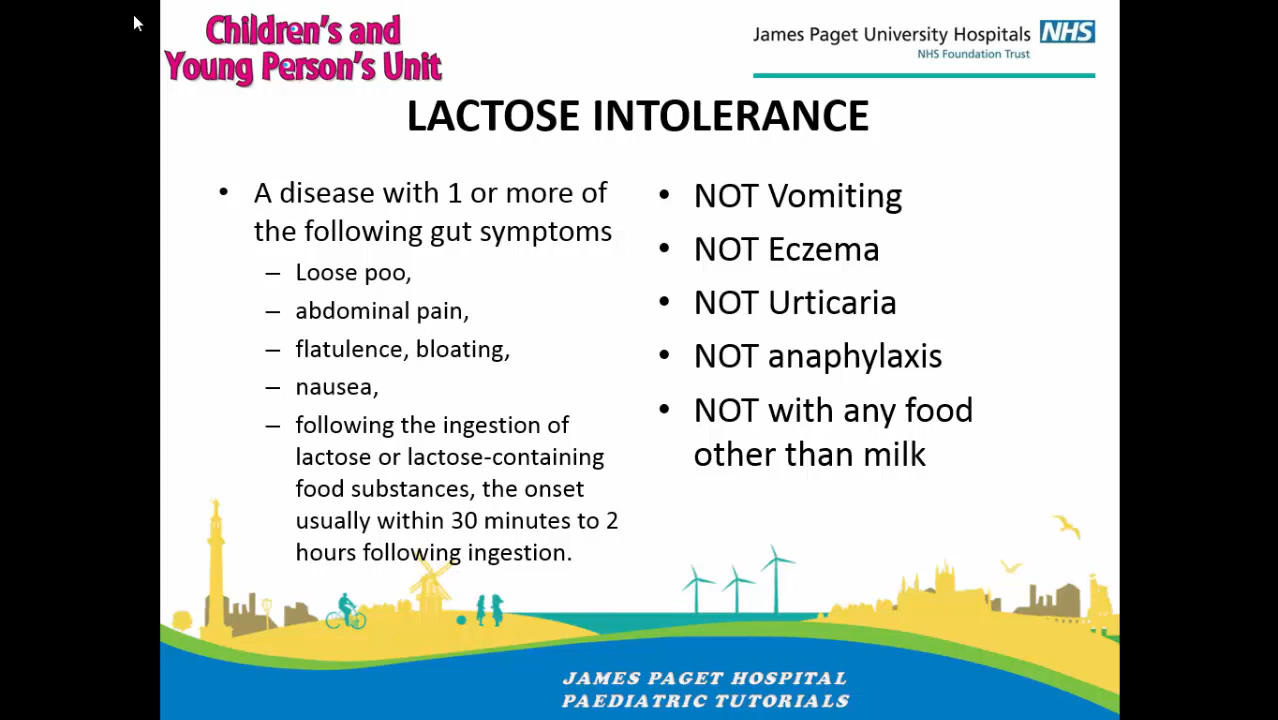 Children's and
Young Person's Unit
James Paget University Hospitals NHS
NHS Foundation Trust
LACTOSE INTOLERANCE
• A disease with 1 or more of
the following gut symptoms
– Loose poo,
– abdominal pain,
– flatulence, bloating,
– nausea,
– following the ingestion of
lactose or lactose-containing
food substances, the onset
usually within 30 minutes to 2
hours following ingestion.
• NOT Vomiting
• NOT Eczema
• NOT Urticaria
• NOT anaphylaxis
• NOT with any food
other than milk
JAMES PAGET HOSPITAL
PAEDIATRIC TUTORIALS